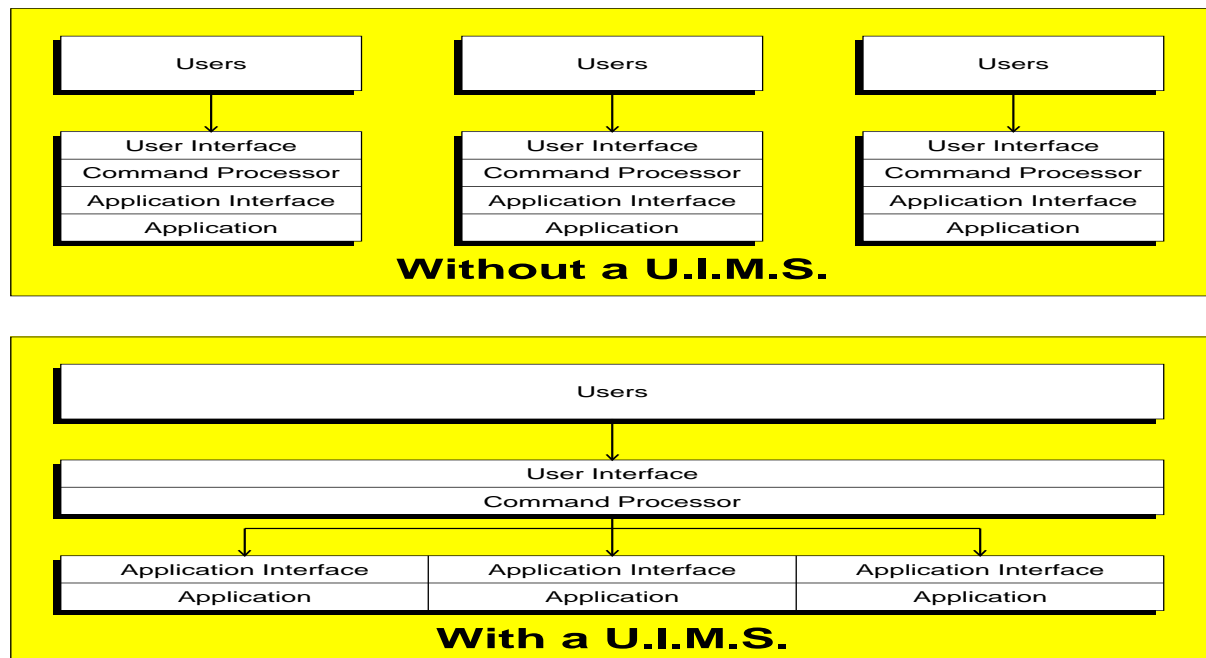 Users Users Users
User Interface User Interface User Interface
Command Processor Command Processor Command Processor
Application Interface Application Interface Application Interface
Application Application Application
Without a U.I.M.S.
Users
User Interface
Command Processor
Application Interface Application Interface Application Interface
Application Application Application
With a U.I.M.S.